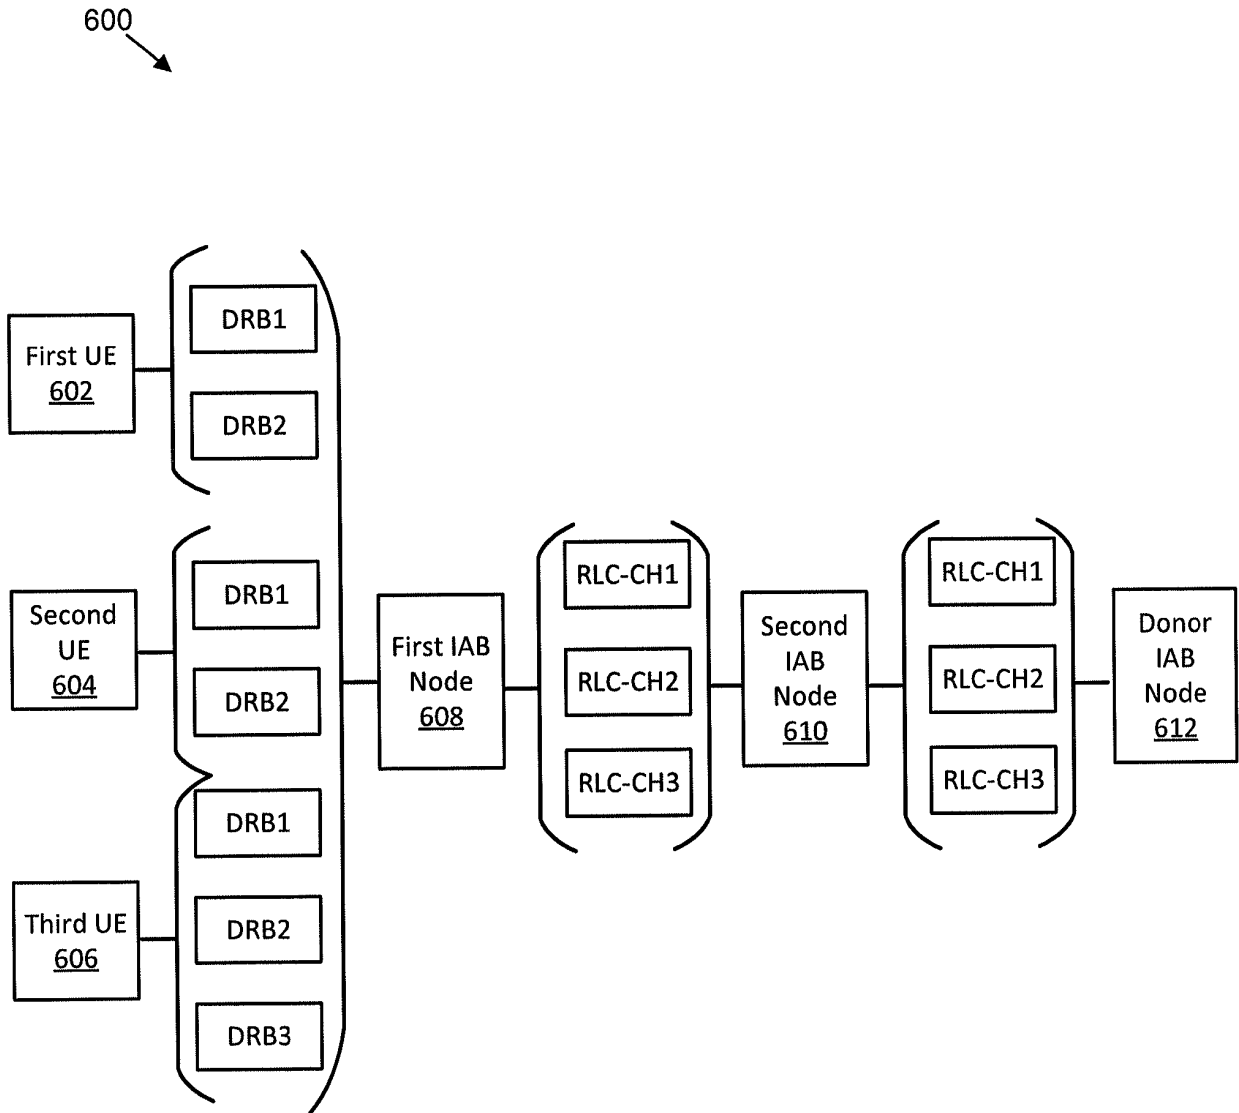 600
First UE
602
DRB1
DRB2
Second
UE
604
DRB1
DRB2
Third UE
606
DRB1
DRB2
DRB3
First IAB
Node
608
RLC-CH1
RLC-CH2
RLC-CH3
Second
IAB
Node
610
RLC-CH1
RLC-CH2
RLC-CH3
Donor
IAB
Node
612